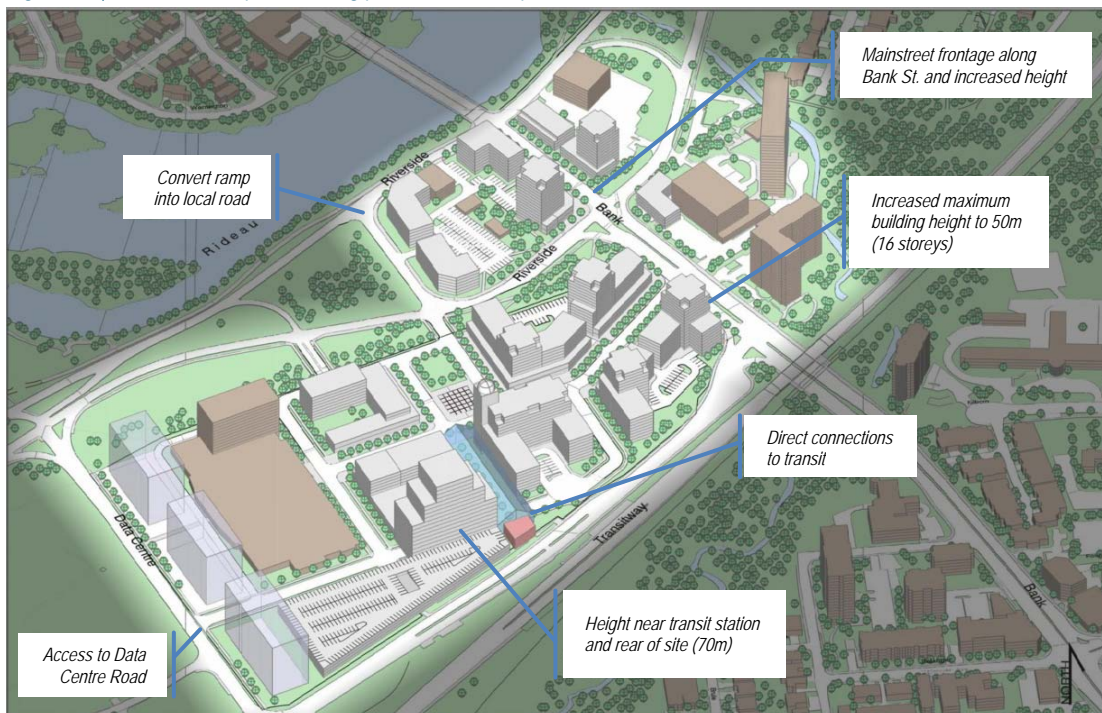 Mainstreet frontage along
Bank St. and increased height
Convert ramp
into local road
Riverside
Rideau
Bank
Increased maximum
building height to 50m
(16 storeys)
Riverside
Direct connections
to transit
Data Centre
Transitway
Height near transit station
and rear of site (70m)
Access to Data
Centre Road
Bank